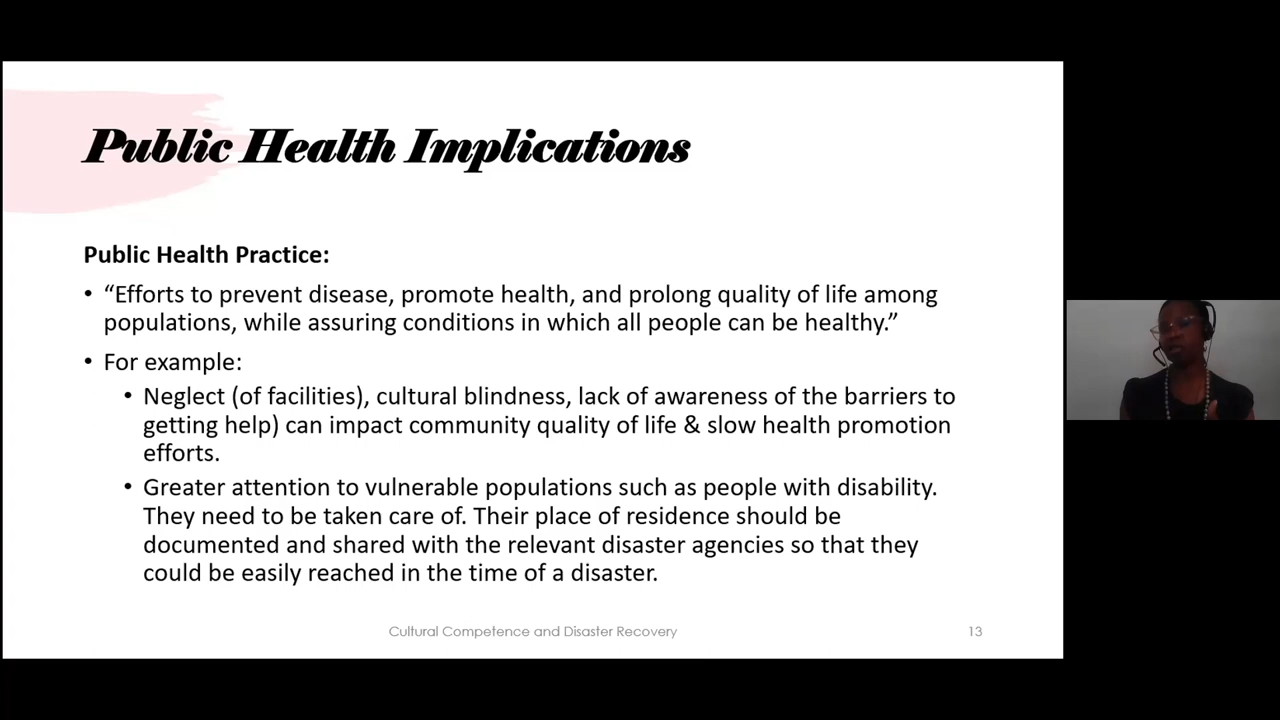 Public Health Implications
Public Health Practice:
• “Efforts to prevent disease, promote health, and prolong quality of life among
populations, while assuring conditions in which all people can be healthy.”
• For example:
• Neglect (of facilities), cultural blindness, lack of awareness of the barriers to
getting help) can impact community quality of life & slow health promotion
efforts.
• Greater attention to vulnerable populations such as people with disability.
They need to be taken care of. Their place of residence should be
documented and shared with the relevant disaster agencies so that they
could be easily reached in the time of a disaster.
Cultural Competence and Disaster Recovery
13